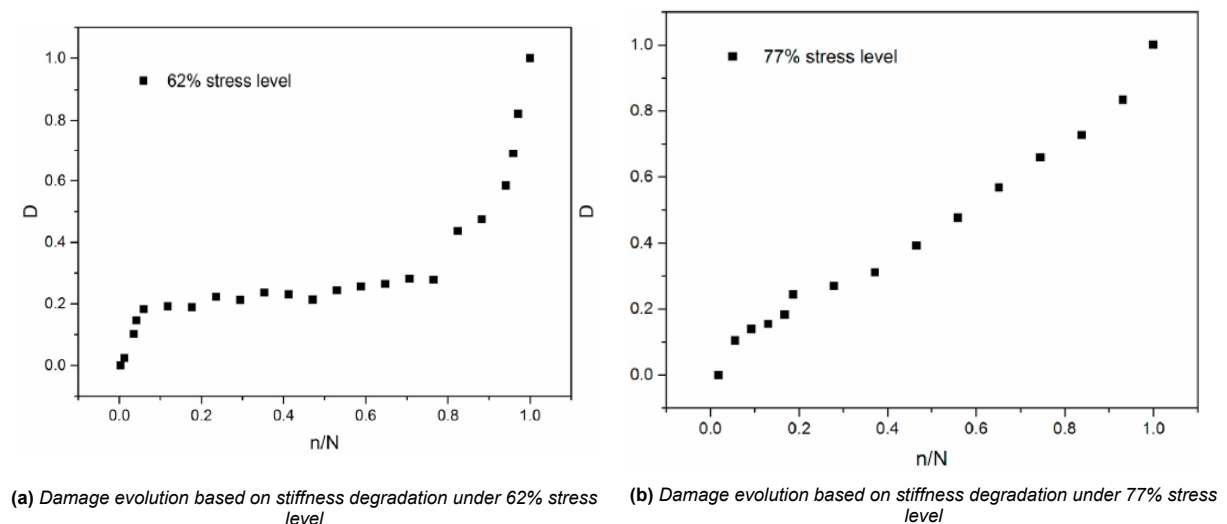 1.0
0.8
0.6
0.4
0.2
0.0
D
62% stress level
0.0 0.2 0.4 0.6 0.8 1.0
n/N
(a) Damage evolution based on stiffness degradation under 62% stress
level
1.0
0.8
0.6
0.4
0.2
0.0
D
77% stress level
0.0 0.2 0.4 0.6 0.8 1.0
n/N
(b) Damage evolution based on stiffness degradation under 77% stress
level